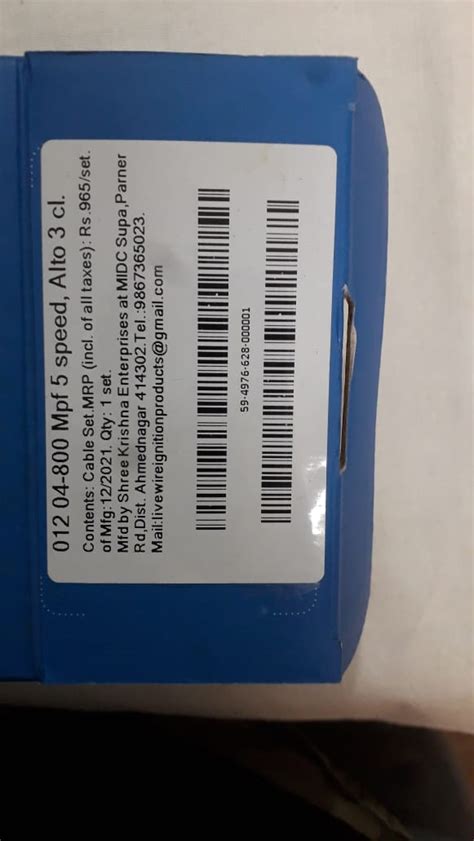 012 04-800 Mpf 5 speed, Alto 3 cl.
Contents: Cable Set.MRP (incl. of all taxes): Rs.965/set.
of Mfg:12/2021. Qty: 1 set.
Mfd by Shree Krishna Enterprises at MIDC Supa,Parner
Rd,Dist. Ahmednagar 414302.Tel.:9867365023.
Mail:livewireignitionproducts@gmail.com
59-4976-628-000001